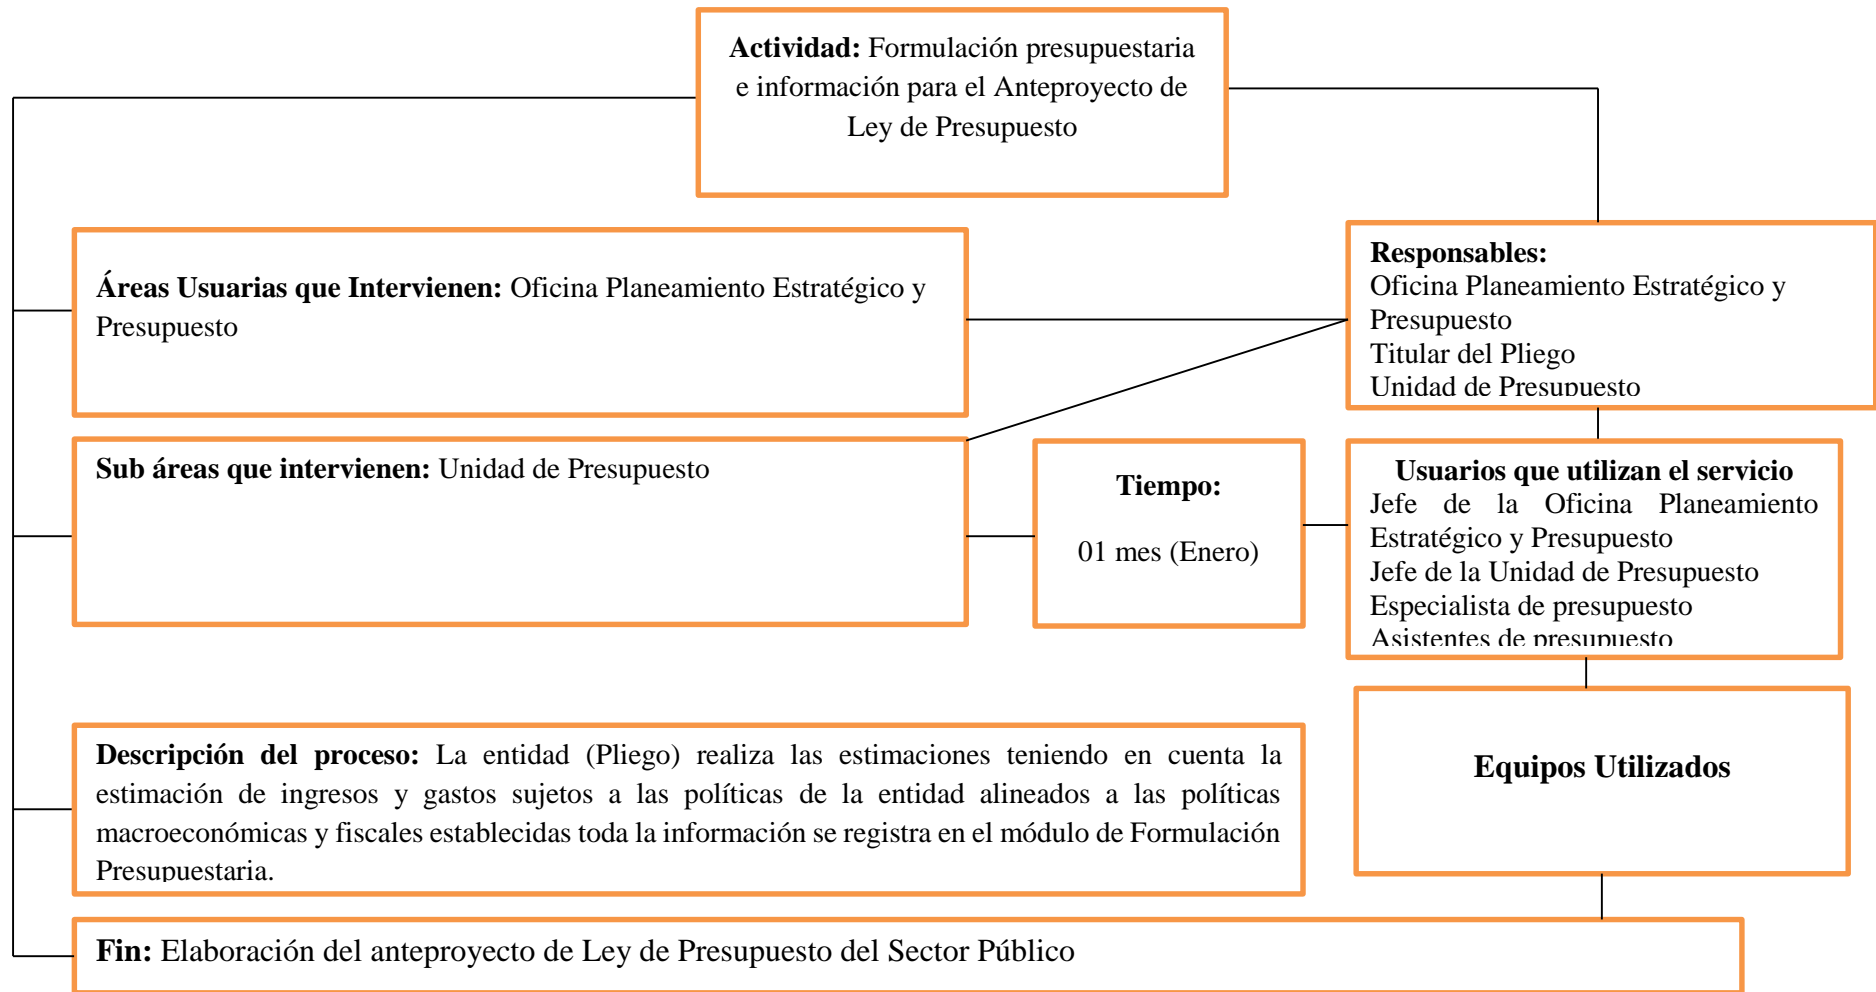 Actividad: Formulación presupuestaria
e información para el Anteproyecto de
Ley de Presupuesto
Áreas Usuarias que Intervienen: Oficina Planeamiento Estratégico y
Presupuesto
Responsables:
Oficina Planeamiento Estratégico y
Presupuesto
Titular del Pliego
Unidad de Presupuesto
Sub áreas que intervienen: Unidad de Presupuesto
Tiempo:
01 mes (Enero)
Usuarios que utilizan el servicio
Jefe de la Oficina Planeamiento
Estratégico y Presupuesto
Jefe de la Unidad de Presupuesto
Especialista de presupuesto
Asistentes de presupuesto
Descripción del proceso: La entidad (Pliego) realiza las estimaciones teniendo en cuenta la
estimación de ingresos y gastos sujetos a las políticas de la entidad alineados a las políticas
macroeconómicas y fiscales establecidas toda la información se registra en el módulo de Formulación
Presupuestaria.
Equipos Utilizados
Fin: Elaboración del anteproyecto de Ley de Presupuesto del Sector Público